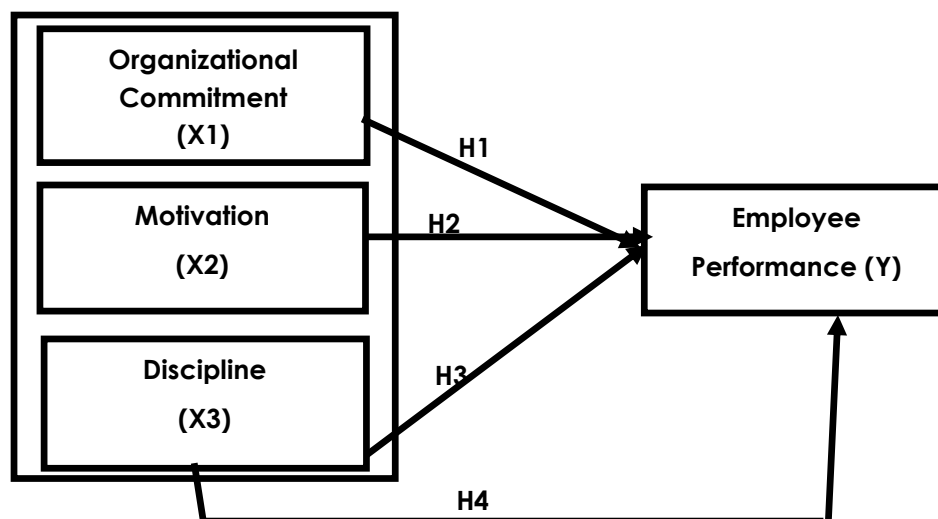 Organizational
Commitment
(X1)
H1
Motivation
(X2)
H2
Employee
Performance (Y)
Discipline
(X3)
H3
H4